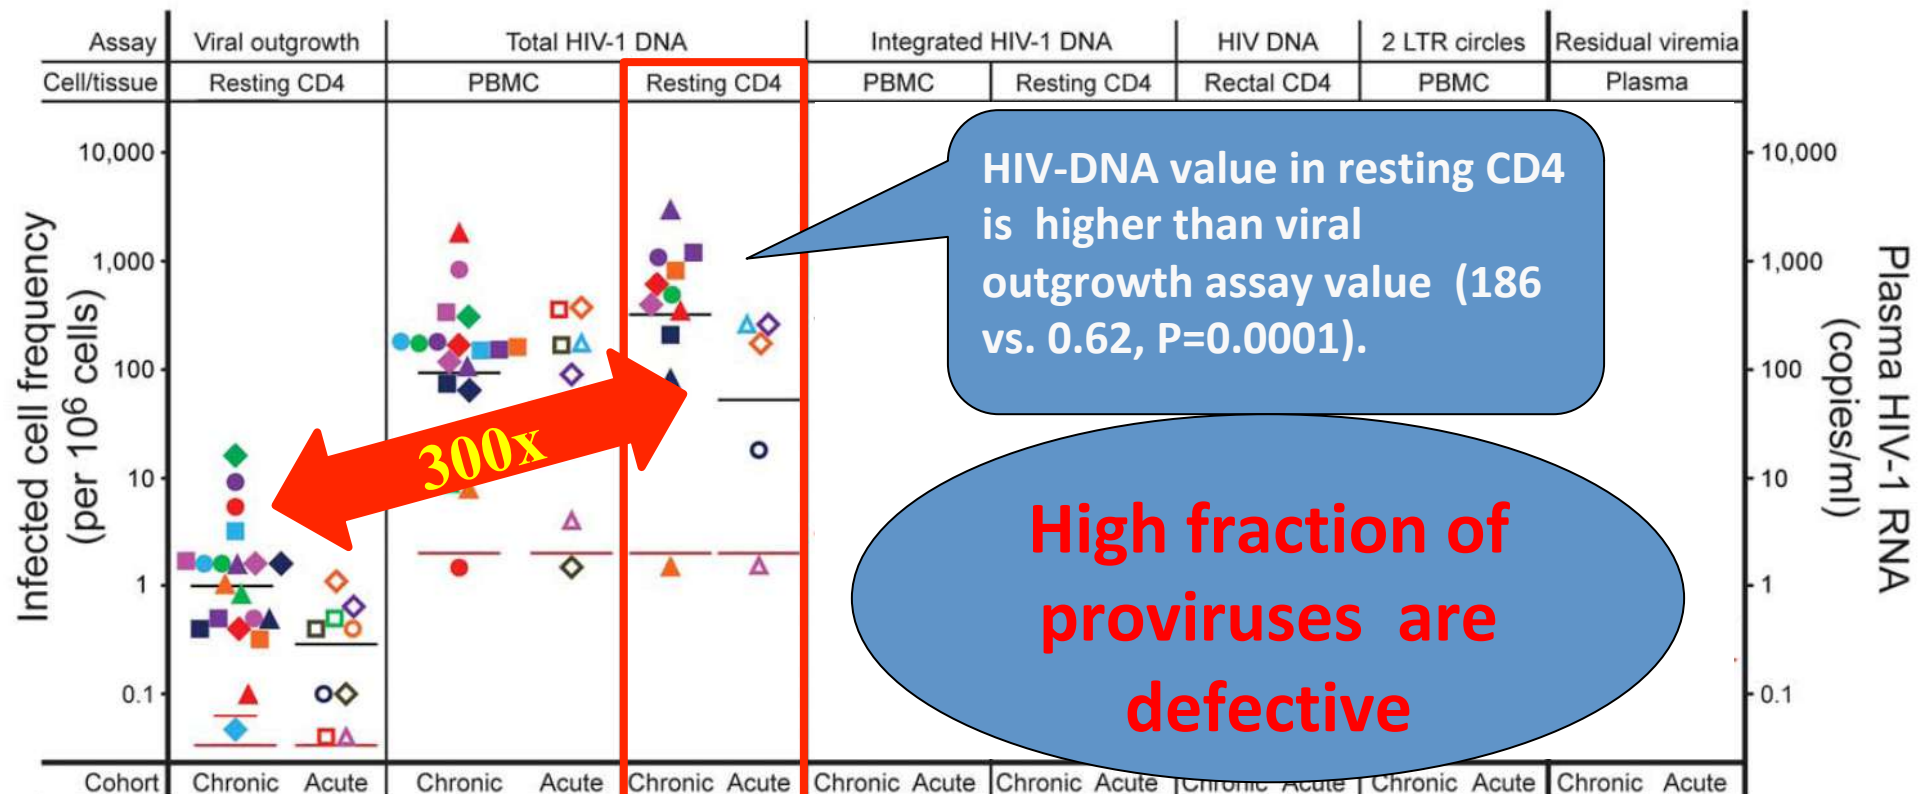 Assay Viral outgrowth Total HIV-1 DNA Integrated HIV-1 DNA HIV DNA 2 LTR circles Residual viremia
Cell/tissue Resting CD4 PBMC Resting CD4 PBMC Resting CD4 Rectal CD4 PBMC Plasma
Infected cell frequency
(per 10⁶ cells)
10,000
1,000
100
10
1
0.1
HIV-DNA value in resting CD4
is higher than viral
outgrowth assay value (186
vs. 0.62, P=0.0001).
300x
High fraction of
proviruses are
defective
10,000
1,000
100
10
1
0.1
Plasma HIV-1 RNA
(copies/ml)
Cohort Chronic Acute Chronic Acute Chronic Acute Chronic Acute Chronic Acute Chronic Acute Chronic Acute Chronic Acute